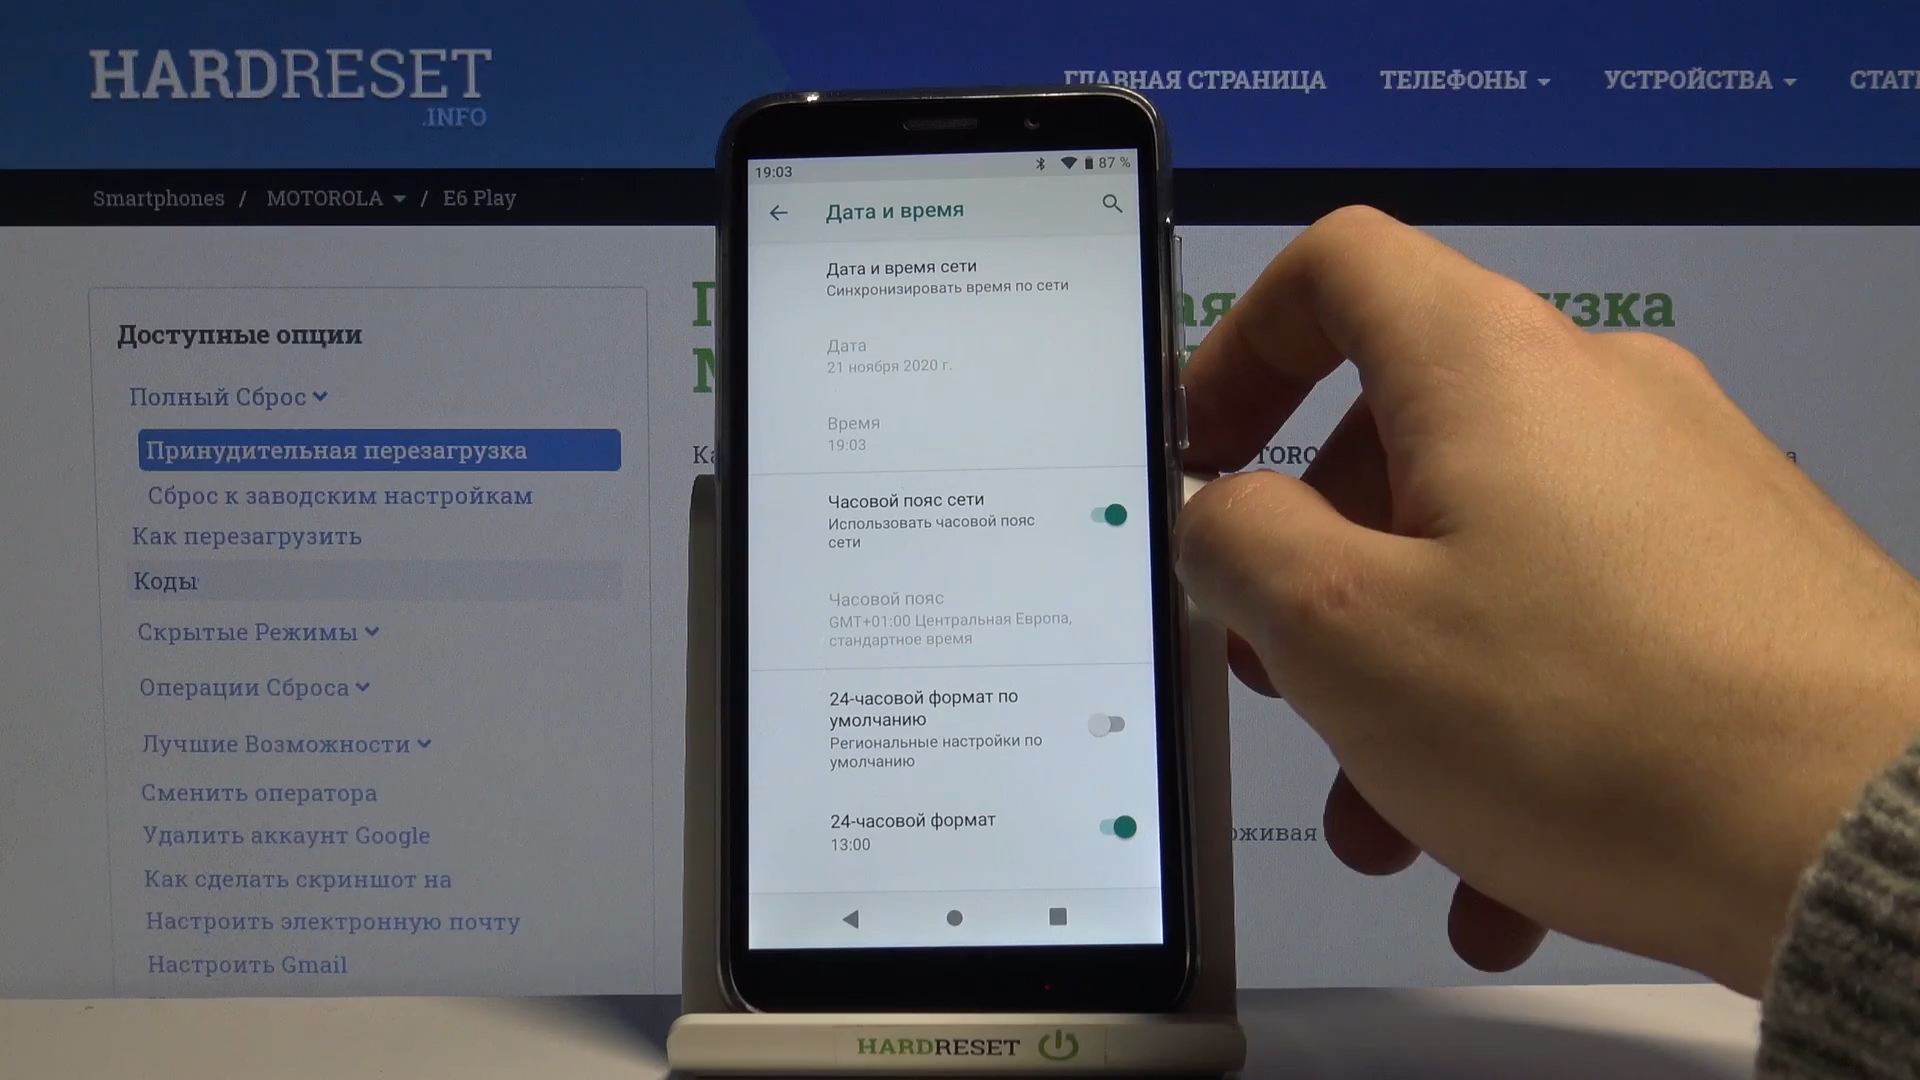 HARDRESET
.INFO
ГЛАВНАЯ СТРАНИЦА ТЕЛЕФОНЫ УСТРОЙСТВА
Smartphones / MOTOROLA / E6 Play
Доступные опции
Полный Сброс
Принудительная перезагрузка
Сброс к заводским настройкам
Как перезагрузить
Коды
Скрытые Режимы
Операции Сброса
Лучшие Возможности
Сменить оператора
Удалить аккаунт Google
Как сделать скриншот на
Настроить электронную почту
Настроить Gmail
19:03 87 %
Дата и время
Дата и время сети
Синхронизировать время по сети
Дата
21 ноября 2020 г.
Время
19:03
Часовой пояс сети
Использовать часовой пояс
сети
Часовой пояс
GMT+01:00 Центральная Европа,
стандартное время
24-часовой формат по
умолчанию
Региональные настройки по
умолчанию
24-часовой формат
13:00
HARDRESET